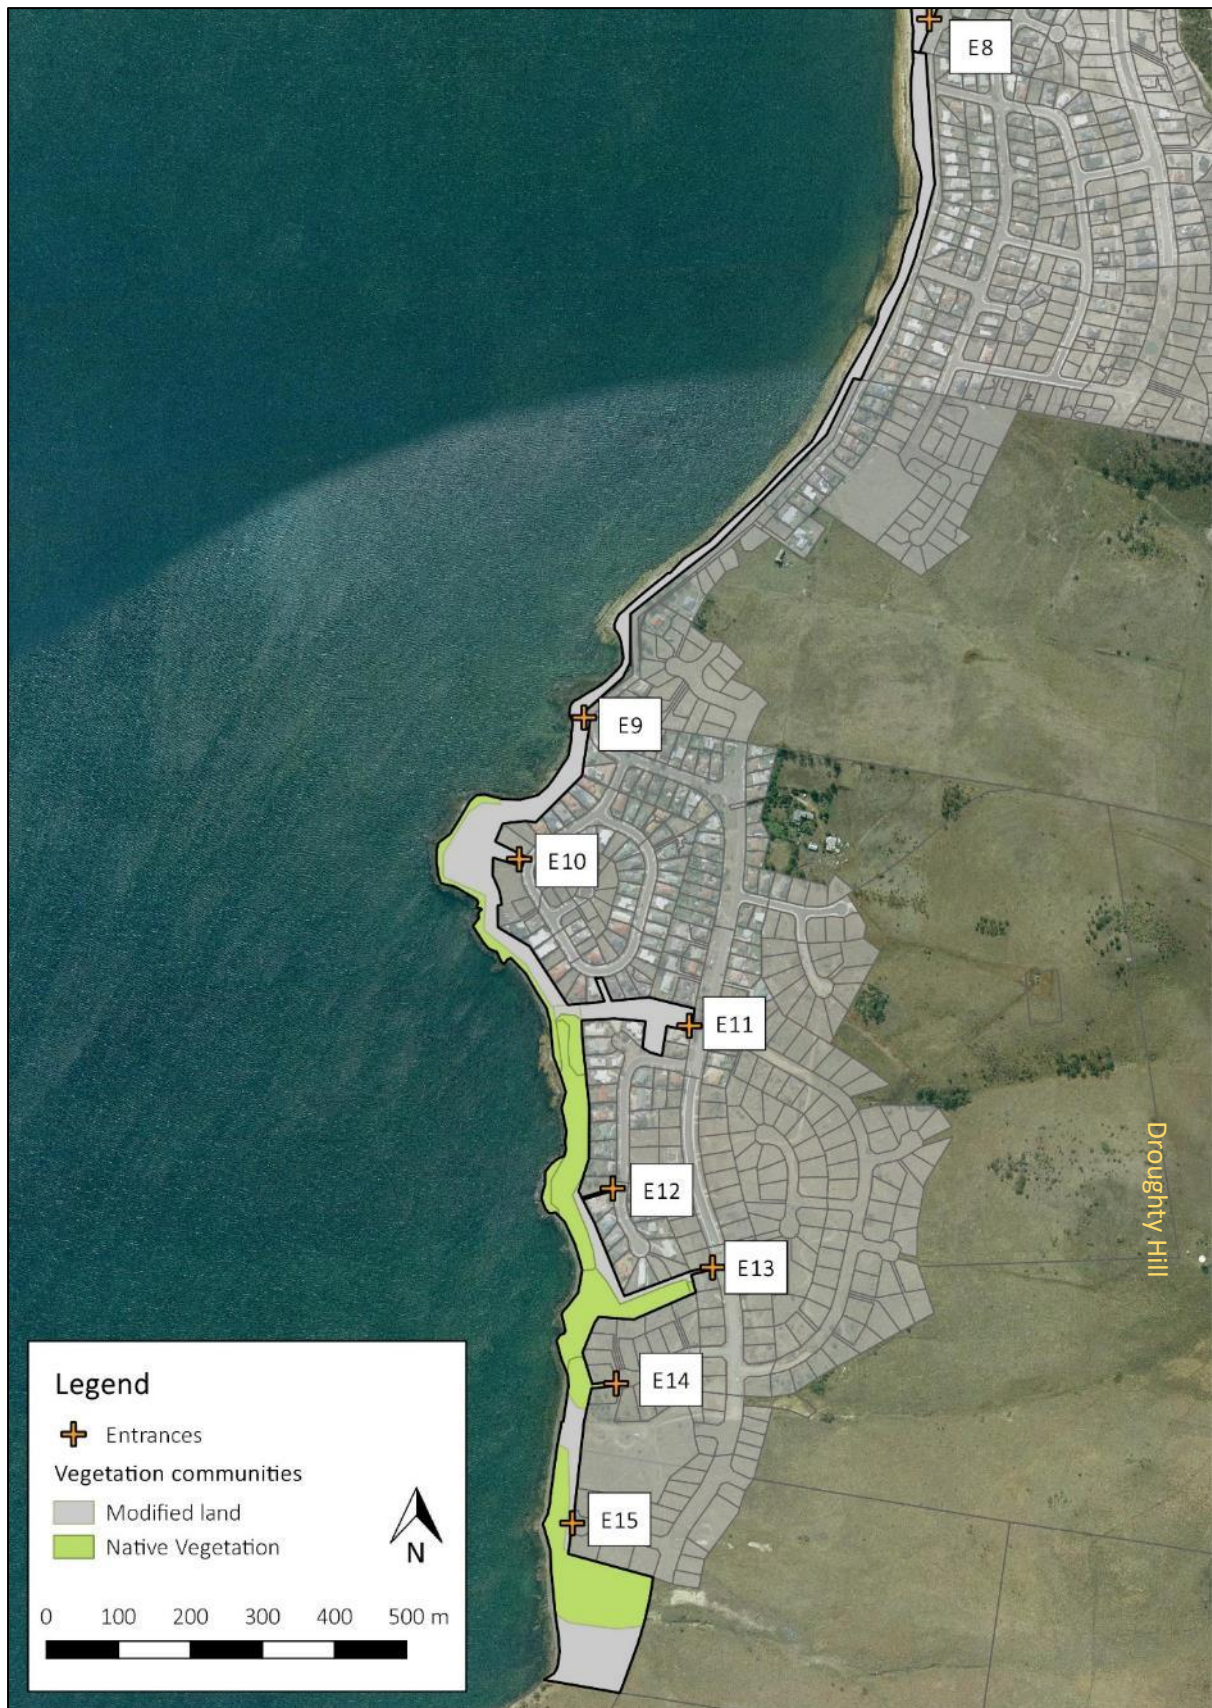 E8
E9
E10
E11
E12
E13
E14
E15
Droughty Hill
Legend
Entrances
Vegetation communities
Modified land
Native Vegetation
N
0 100 200 300 400 500 m